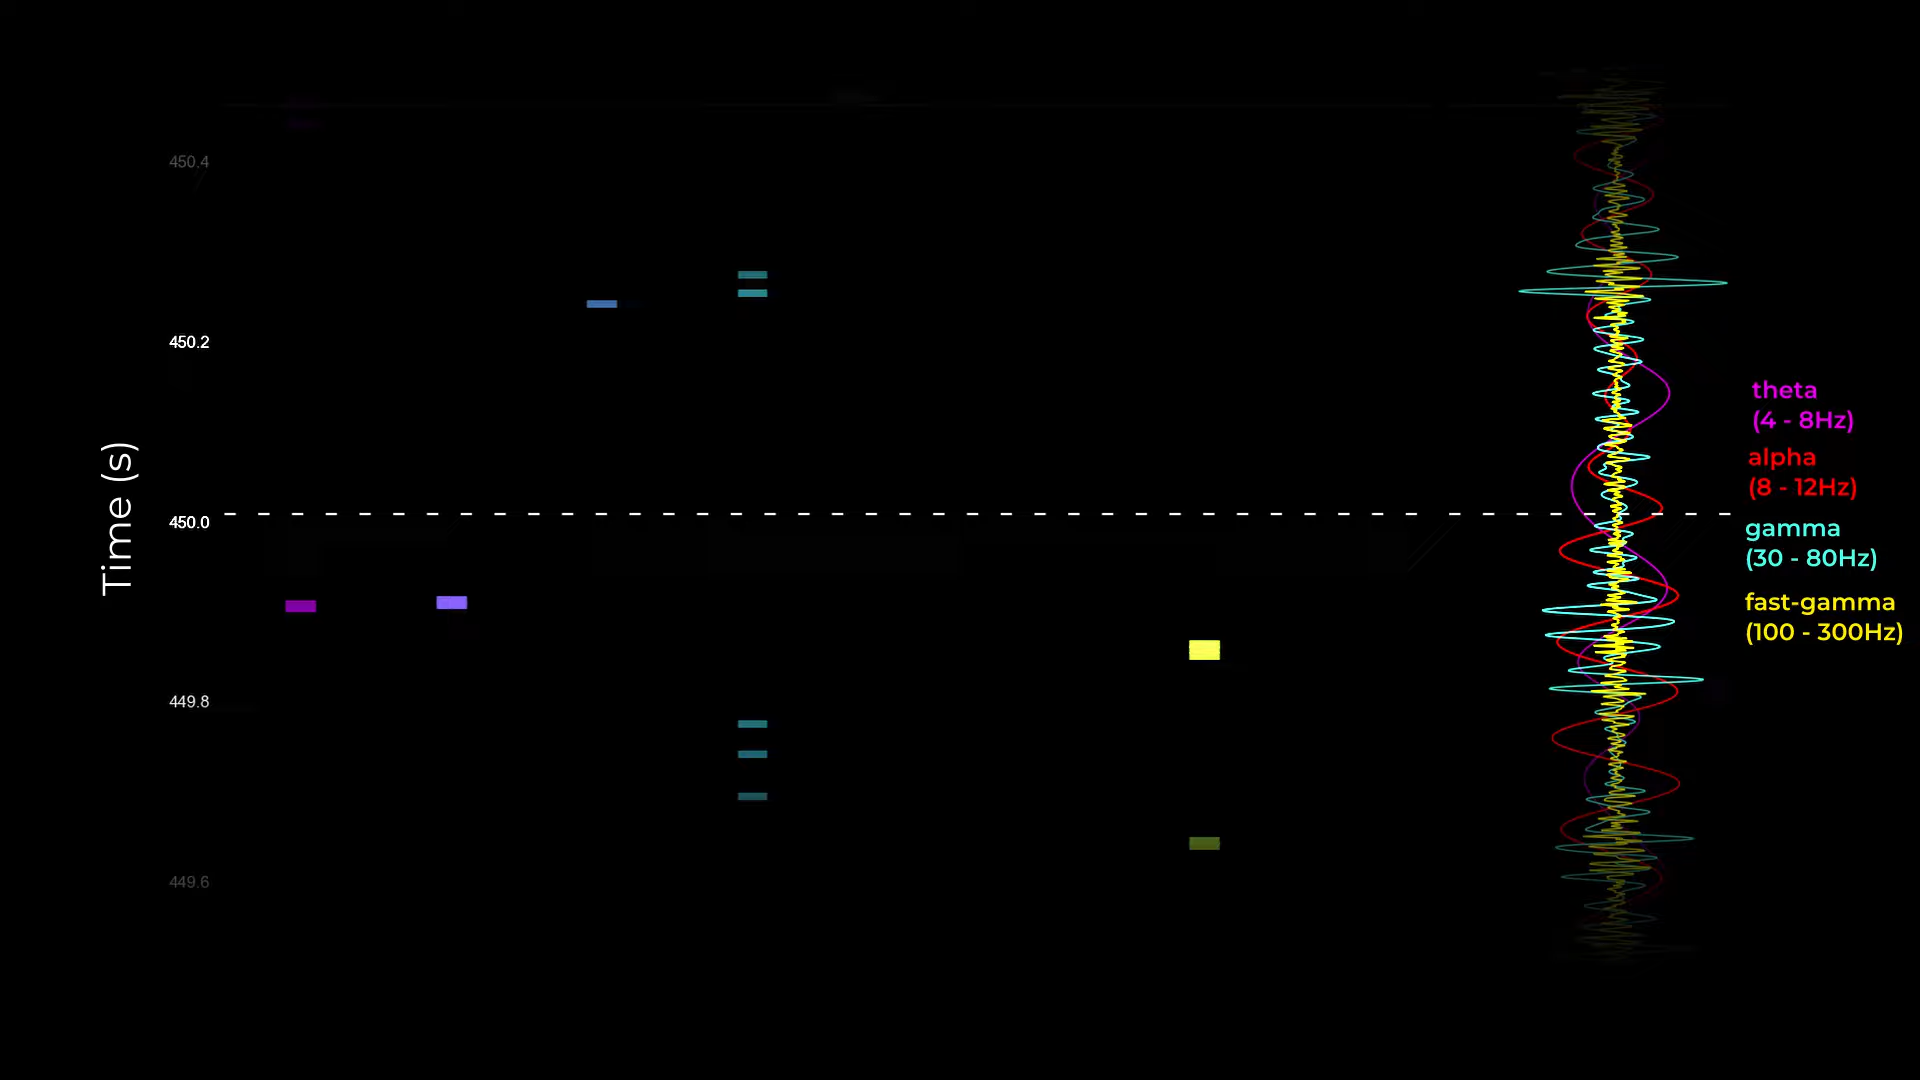 450.4
450.2
450.0
449.8
449.6
Time (s)
theta
(4 - 8Hz)
alpha
(8 - 12Hz)
gamma
(30 - 80Hz)
fast-gamma
(100 - 300Hz)